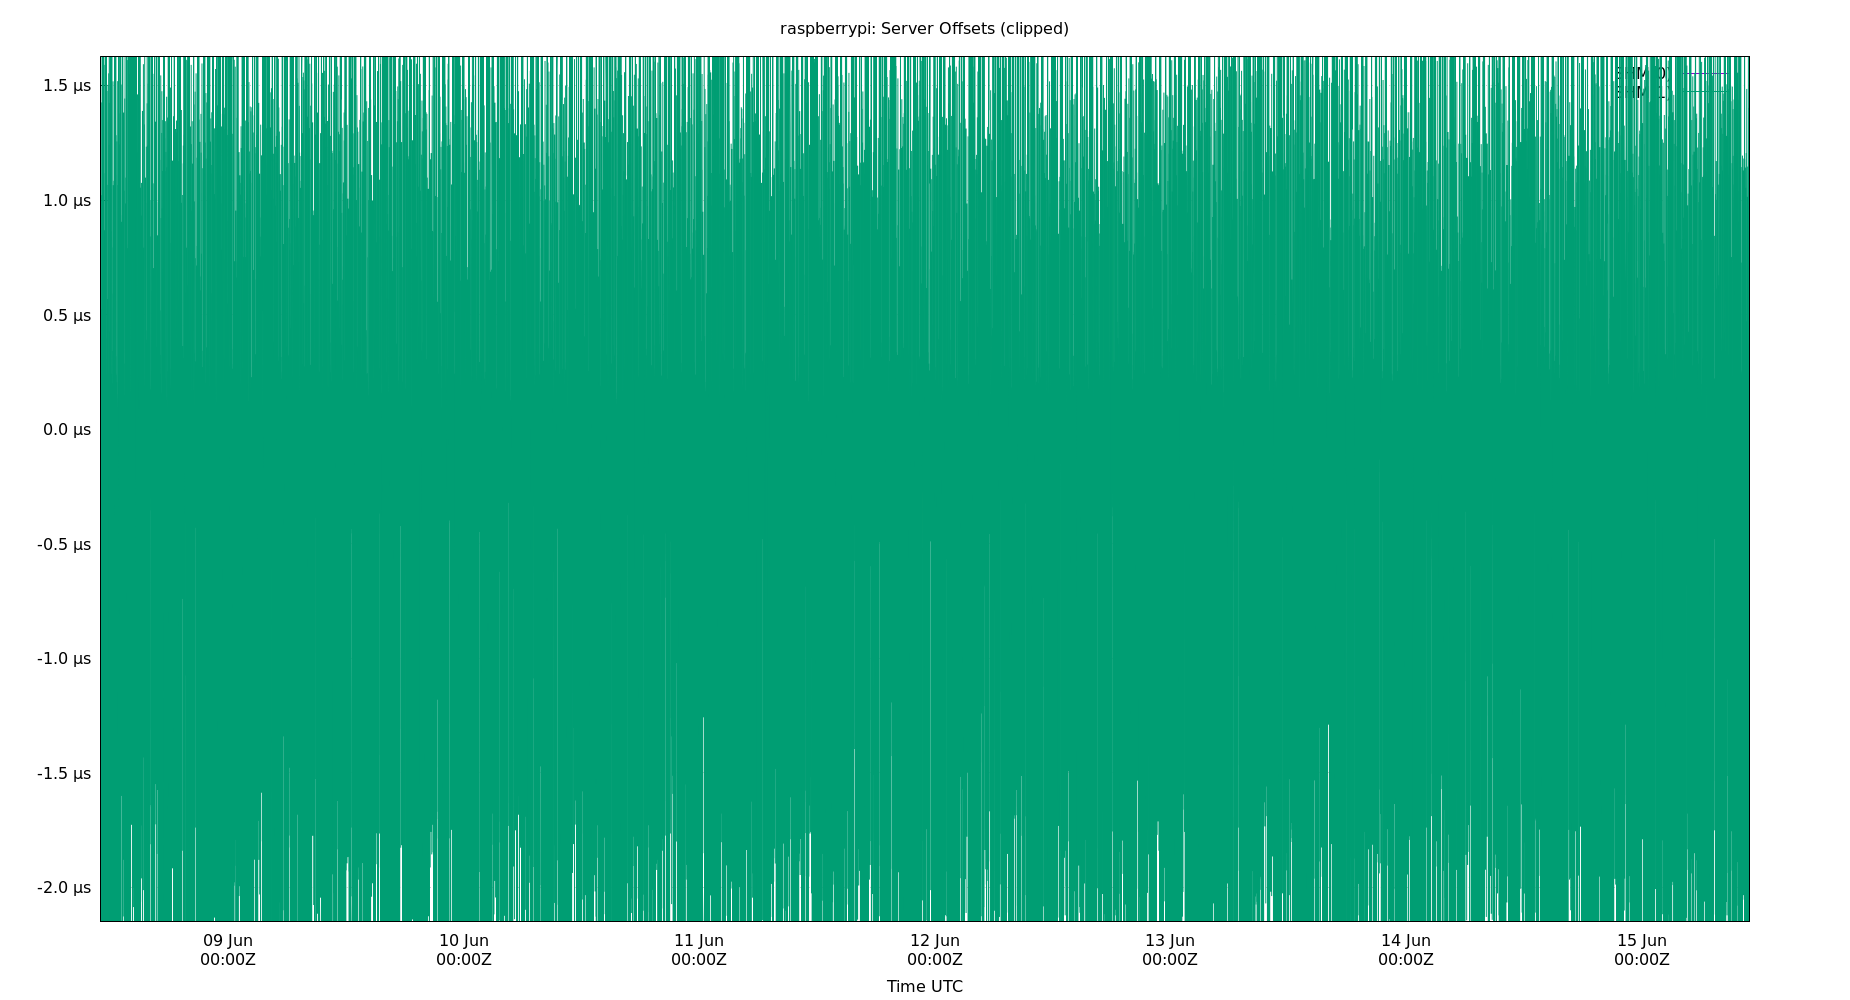 raspberrypi: Server Offsets (clipped)
1.5 µs
1.0 µs
0.5 µs
0.0 µs
-0.5 µs
-1.0 µs
-1.5 µs
-2.0 µs
09 Jun 10 Jun 11 Jun 12 Jun 13 Jun 14 Jun 15 Jun
00:00Z 00:00Z 00:00Z 00:00Z 00:00Z 00:00Z 00:00Z
Time UTC